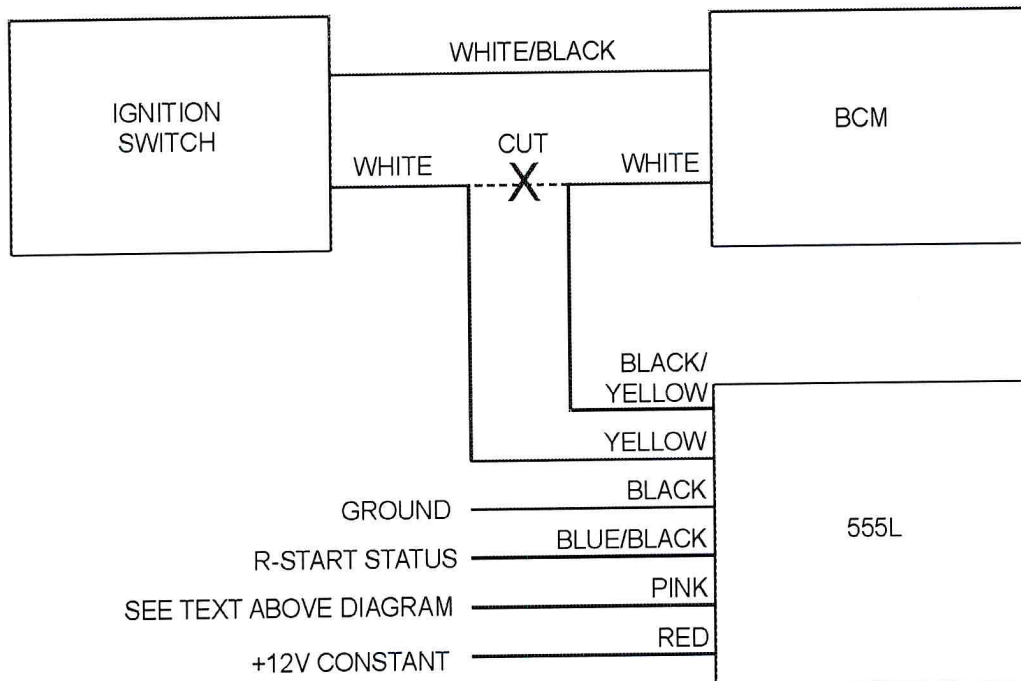 WHITE/BLACK
IGNITION
SWITCH
BCM
CUT
WHITE
X
WHITE
BLACK/
YELLOW
YELLOW
BLACK
GROUND
555L
BLUE/BLACK
R-START STATUS
PINK
SEE TEXT ABOVE DIAGRAM
RED
+12V CONSTANT